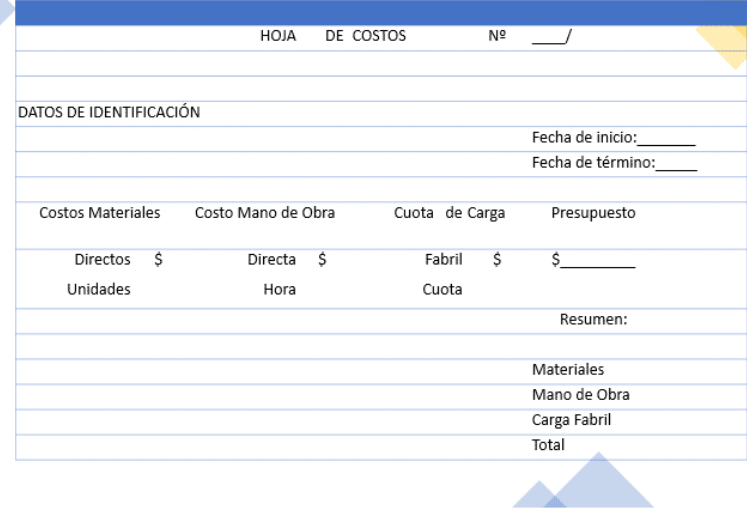 HOJA DE COSTOS Nº ____/
DATOS DE IDENTIFICACIÓN
Fecha de inicio:_______
Fecha de término:_____
Costos Materiales Costo Mano de Obra Cuota de Carga Presupuesto
Directos $ Directa $ Fabril $ $_________
Unidades Hora Cuota
Resumen:
Materiales
Mano de Obra
Carga Fabril
Total